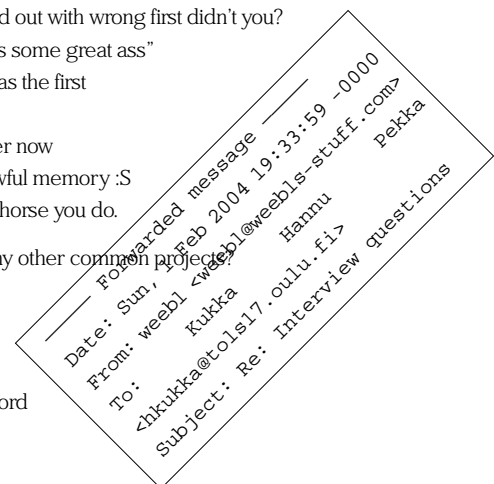 d out with wrong first didn't you?
s some great ass"
as the first
er now
wful memory :S
horse you do.
ny other common projects?
ord
Forwarded message
Date: Sun, 1 Feb 2004 19:33:59 -0000
From: weebl <weebl@weebls-stuff.com>
To: Kukka Hannu Pekka
<hkukka@tols17.oulu.fi>
Subject: Re: Interview questions